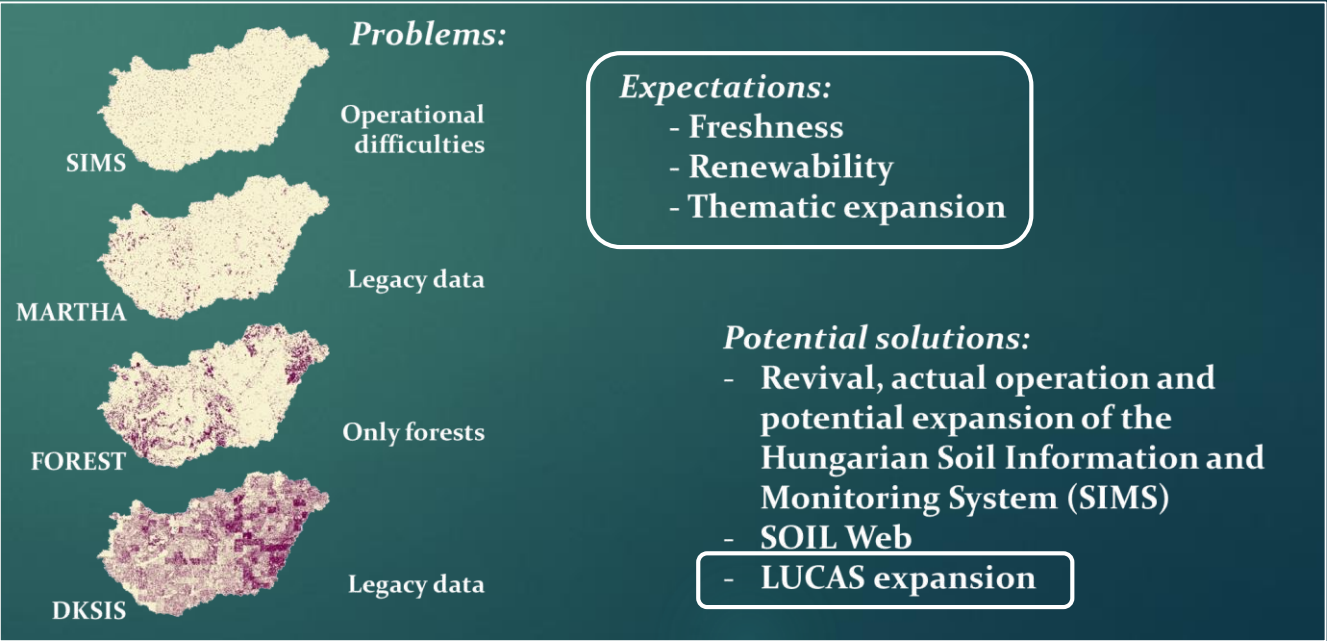 Problems:
Operational
difficulties
SIMS
Legacy data
MARTHA
Only forests
FOREST
Legacy data
DKSIS
Expectations:
- Freshness
- Renewability
- Thematic expansion
Potential solutions:
- Revival, actual operation and
potential expansion of the
Hungarian Soil Information and
Monitoring System (SIMS)
- SOIL Web
- LUCAS expansion